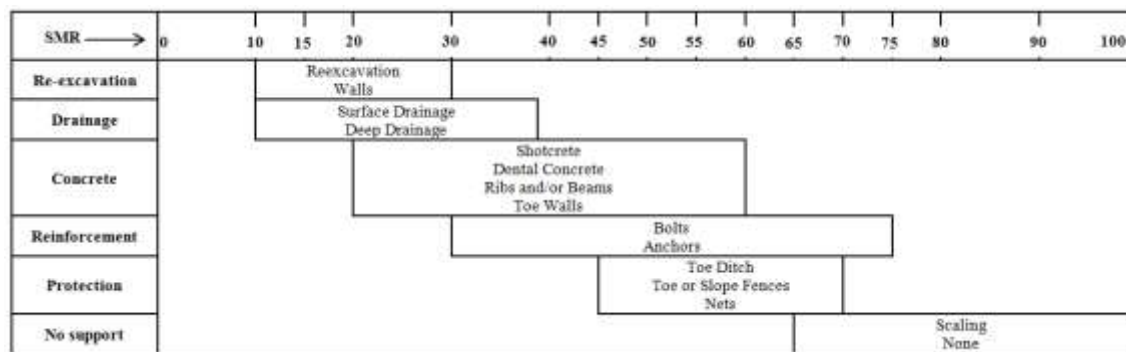 SMR 0 10 15 20 30 40 45 50 55 60 65 70 75 80 90 100
Re-excavation
Reexcavation
Walls
Drainage
Surface Drainage
Deep Drainage
Concrete
Shotcrete
Dental Concrete
Ribs and/or Beams
Toe Walls
Reinforcement
Bolts
Anchors
Protection
Toe Ditch
Toe or Slope Fences
Nets
No support
Scaling
None